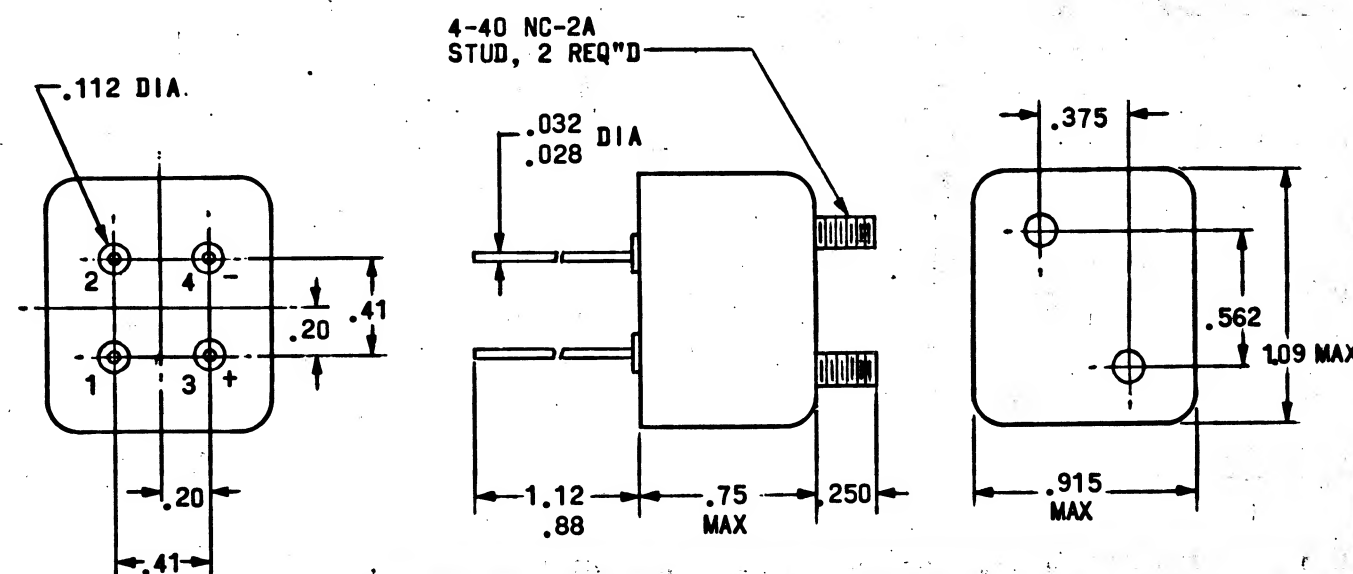 4-40 NC-2A
STUD, 2 REQ"D
.112 DIA.
.032
.028
DIA
.375
2
4
-
.41
.20
1
3
+
.562
1.09 MAX
.20
.41
1.12
.88
.75
MAX
.250
.915
MAX